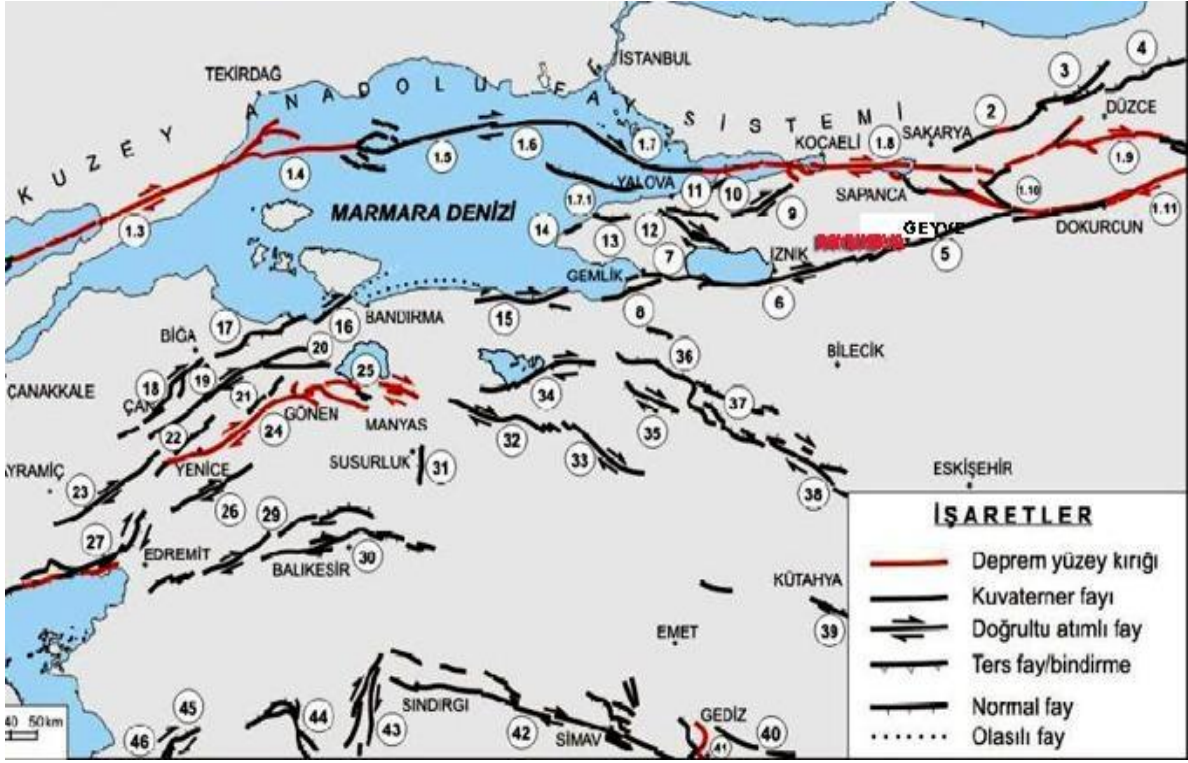 İSTANBUL
TEKİRDAĞ
KUZEY ANADOLU FAY SİSTEMİ
4
3
2
DÜZCE
SAKARYA
KOCAELİ
1.8
1.9
1.7
1.6
1.5
1.4
1.3
YALOVA
11
10
9
SAPANCA
1.10
1.11
DOKURCUN
1.7.1
MARMARA DENİZİ
14
13
12
7
GEYVE
5
İZNİK
6
GEMLİK
8
15
BANDIRMA
16
17
BİGA
20
25
18
19
21
ÇANAKKALE
ÇAN
22
24
GÖNEN
MANYAS
34
36
BİLECİK
37
35
32
33
38
ESKİŞEHİR
SUSURLUK
31
YENİCE
26
23
YRAMİÇ
29
27
EDREMİT
BALIKESİR
30
KÜTAHYA
39
EMET
SINDIRGI
42
SİMAV
43
44
45
46
GEDİZ
41
40
40 50km
İŞARETLER
Deprem yüzey kırığı
Kuvaterner fayı
Doğrultu atımlı fay
Ters fay/bindirme
Normal fay
Olasılı fay